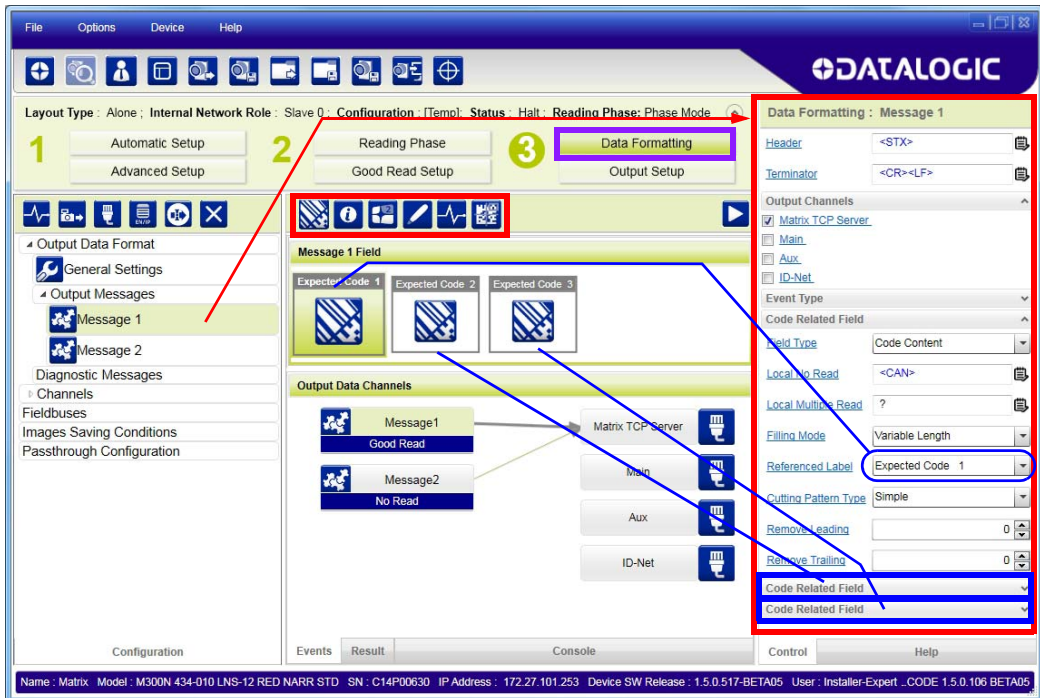 File Options Device Help
DATALOGIC
Layout Type : Alone ; Internal Network Role : Slave 0 ; Configuration : [Temp]; Status : Halt ; Reading Phase: Phase Mode
1
Automatic Setup
Advanced Setup
2
Reading Phase
Good Read Setup
3
Data Formatting
Output Setup
Output Data Format
General Settings
Output Messages
Message 1
Message 2
Diagnostic Messages
Channels
Fieldbuses
Images Saving Conditions
Passthrough Configuration
Configuration
Message 1 Field
Expected Code 1 Expected Code 2 Expected Code 3
Output Data Channels
Message1
Good Read
Message2
No Read
Matrix TCP Server
Main
Aux
ID-Net
Events Result Console
Data Formatting : Message 1
Header <STX>
Terminator <CR><LF>
Output Channels
Matrix TCP Server
Main
Aux
ID-Net
Event Type
Code Related Field
Field Type Code Content
Local No Read <CAN>
Local Multiple Read ?
Filling Mode Variable Length
Referenced Label Expected Code 1
Cutting Pattern Type Simple
Remove Leading 0
Remove Trailing 0
Code Related Field
Code Related Field
Control Help
Name : Matrix Model : M300N 434-010 LNS-12 RED NARR STD SN : C14P00630 IP Address : 172.27.101.253 Device SW Release : 1.5.0.517-BETA05 User : Installer-Expert _CODE 1.5.0.106 BETA05